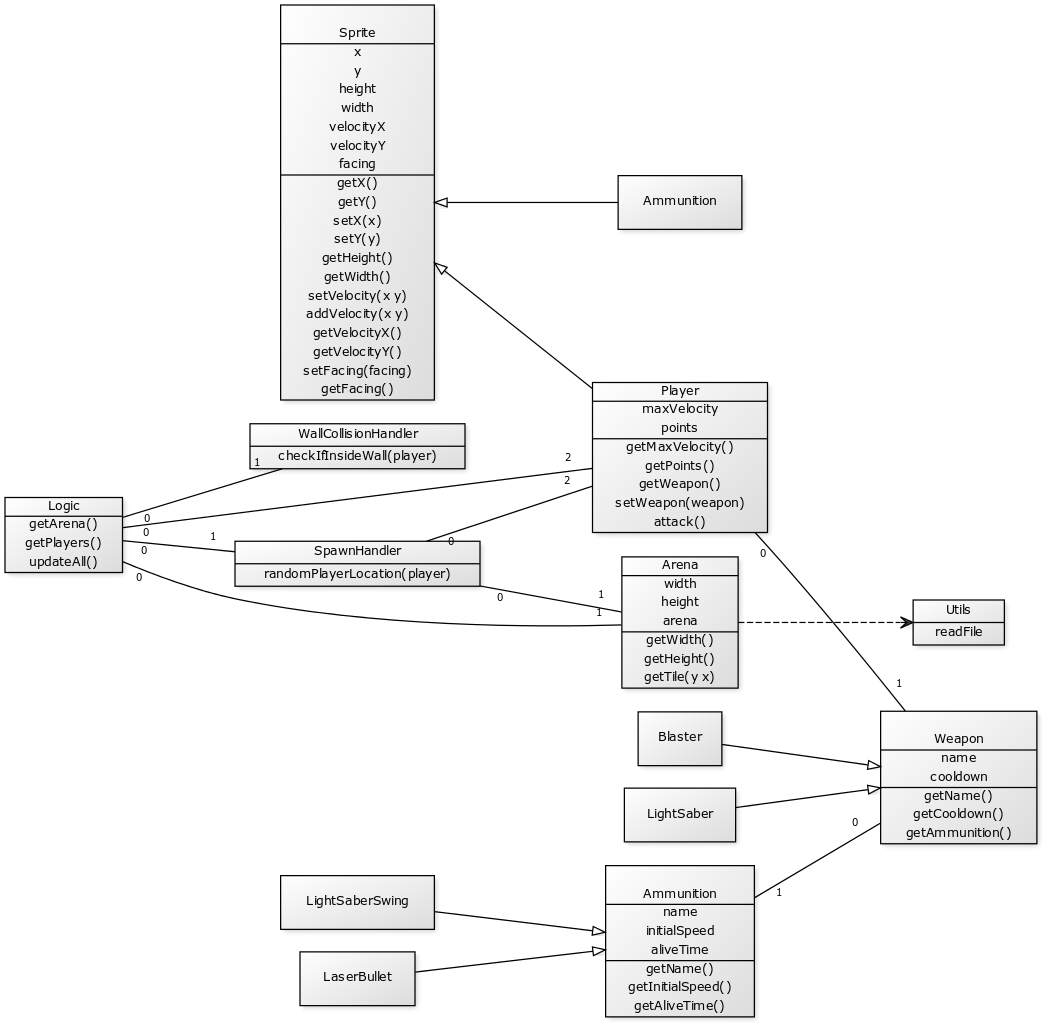 Sprite
x
y
height
width
velocityX
velocityY
facing
getX()
getY()
setX(x)
setY(y)
getHeight()
getWidth()
setVelocity(x y)
addVelocity(x y)
getVelocityX()
getVelocityY()
setFacing(facing)
getFacing()
Ammunition
Player
maxVelocity
points
getMaxVelocity()
getPoints()
getWeapon()
setWeapon(weapon)
attack()
WallCollisionHandler
checkIfInsideWall(player)
1
2
2
Logic
getArena()
getPlayers()
updateAll()
0
0
0
0
1
SpawnHandler
randomPlayerLocation(player)
0
0
1
1
Arena
width
height
arena
getWidth()
getHeight()
getTile(y x)
0
1
Utils
readFile
Blaster
LightSaber
Weapon
name
cooldown
getName()
getCooldown()
getAmmunition()
0
1
LightSaberSwing
LaserBullet
Ammunition
name
initialSpeed
aliveTime
getName()
getInitialSpeed()
getAliveTime()